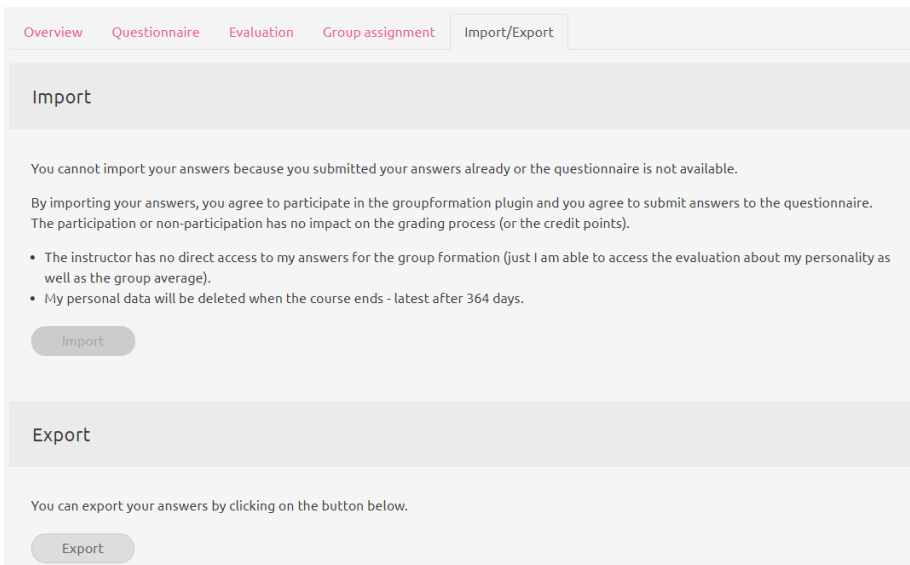 Overview Questionnaire Evaluation Group assignment Import/Export
Import
You cannot import your answers because you submitted your answers already or the questionnaire is not available.
By importing your answers, you agree to participate in the groupformation plugin and you agree to submit answers to the questionnaire.
The participation or non-participation has no impact on the grading process (or the credit points).
• The instructor has no direct access to my answers for the group formation (just I am able to access the evaluation about my personality as
well as the group average).
• My personal data will be deleted when the course ends - latest after 364 days.
Import
Export
You can export your answers by clicking on the button below.
Export